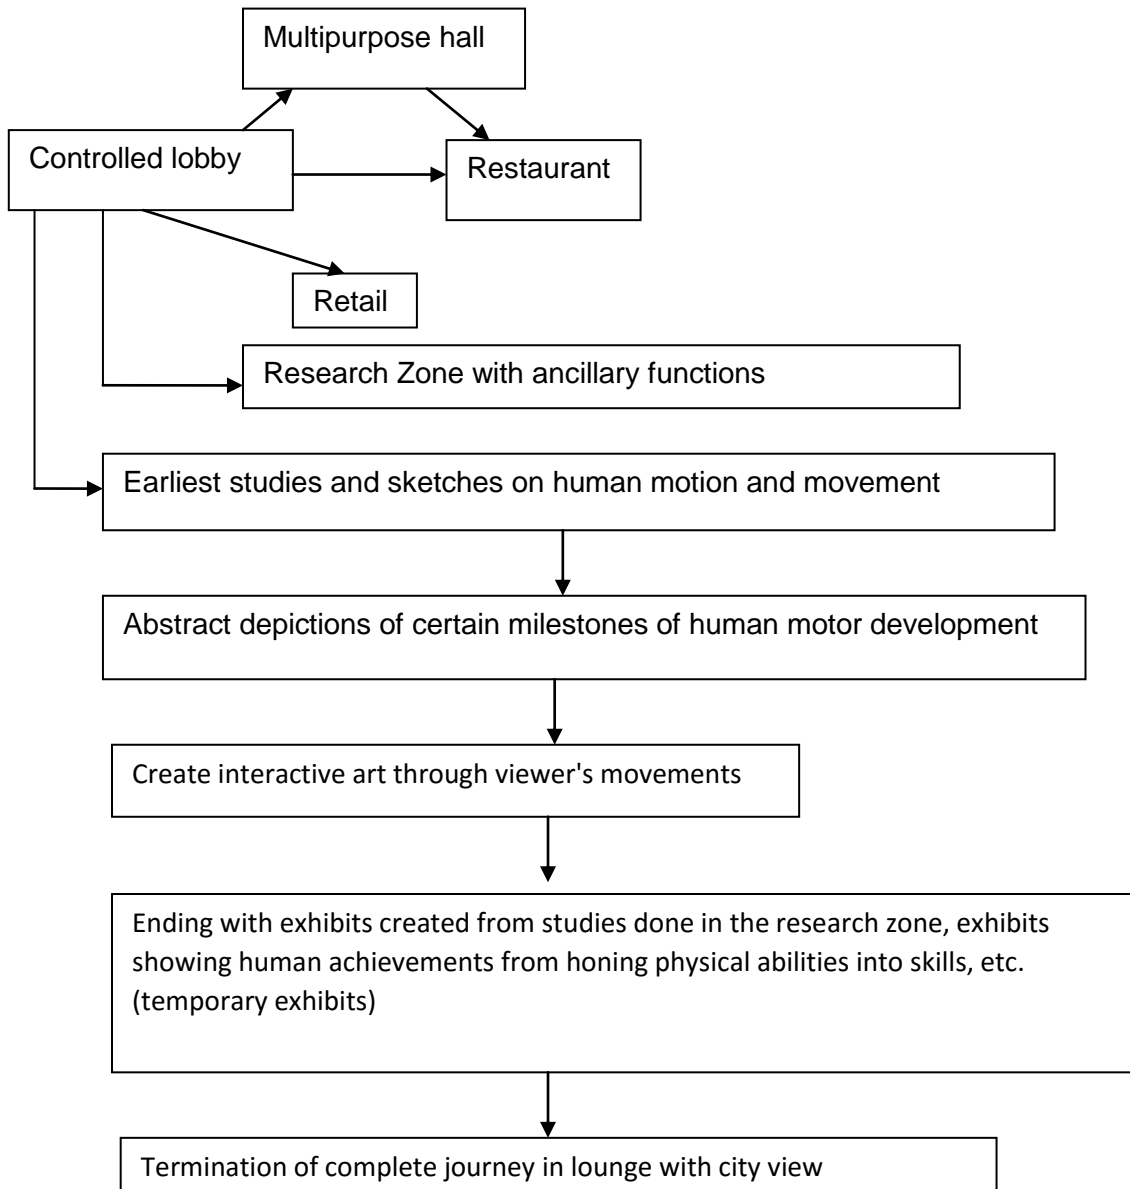 Multipurpose hall
Controlled lobby
Restaurant
Retail
Research Zone with ancillary functions
Earliest studies and sketches on human motion and movement
Abstract depictions of certain milestones of human motor development
Create interactive art through viewer's movements
Ending with exhibits created from studies done in the research zone, exhibits
showing human achievements from honing physical abilities into skills, etc.
(temporary exhibits)
Termination of complete journey in lounge with city view